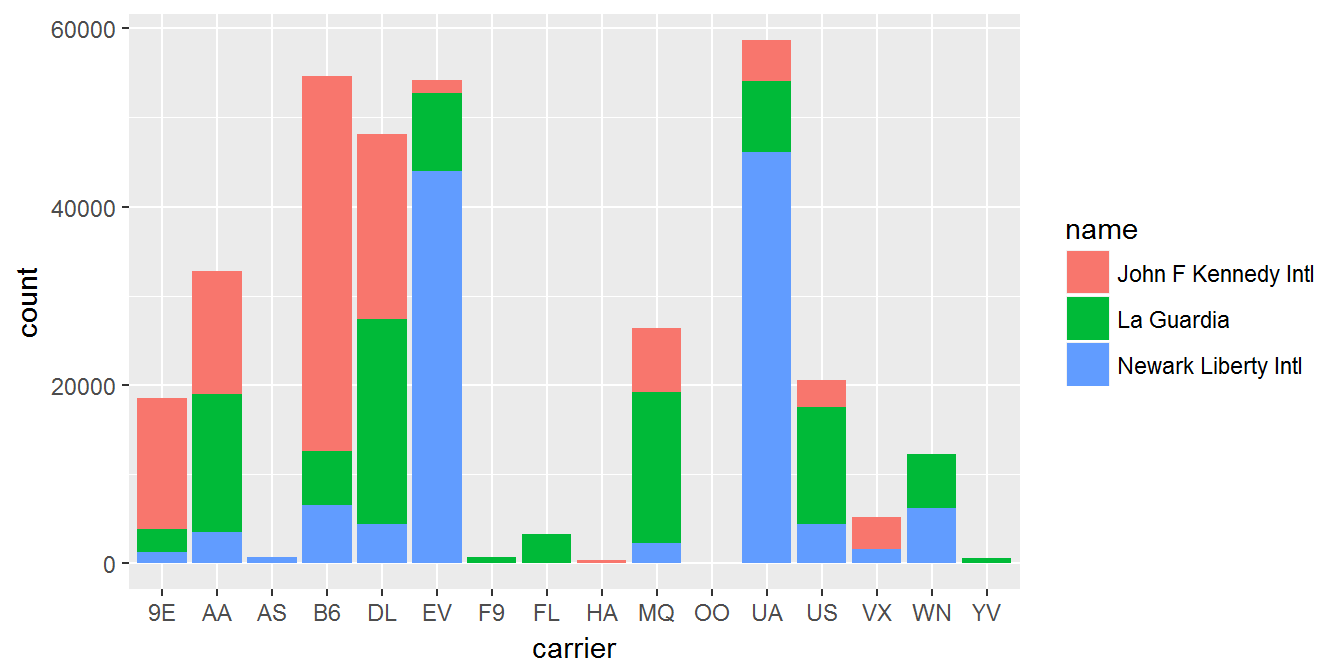 60000
40000
20000
0
count
9E AA AS B6 DL EV F9 FL HA MQ OO UA US VX WN YV
carrier
name
John F Kennedy Intl
La Guardia
Newark Liberty Intl